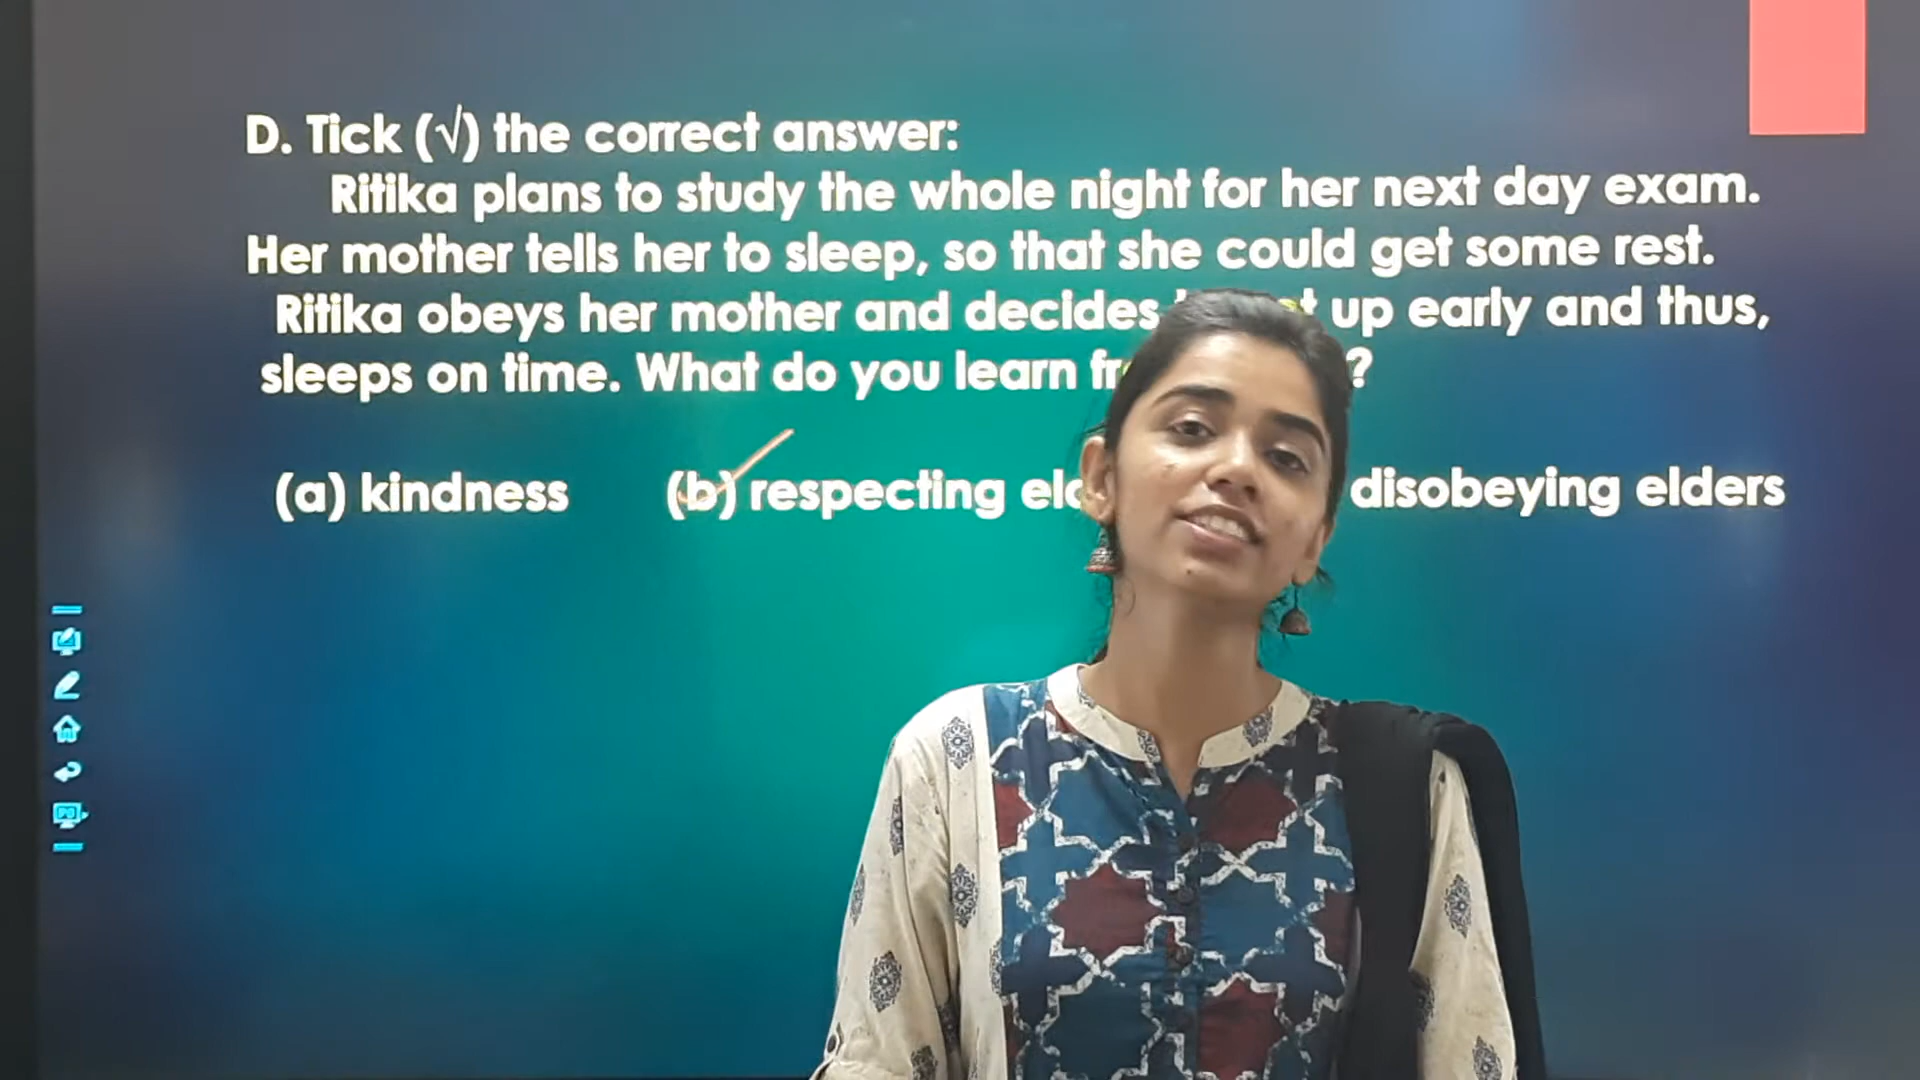 D. Tick (√) the correct answer:
Ritika plans to study the whole night for her next day exam.
Her mother tells her to sleep, so that she could get some rest.
Ritika obeys her mother and decides up early and thus,
sleeps on time. What do you learn ?
(a) kindness (b) respecting disobeying elders